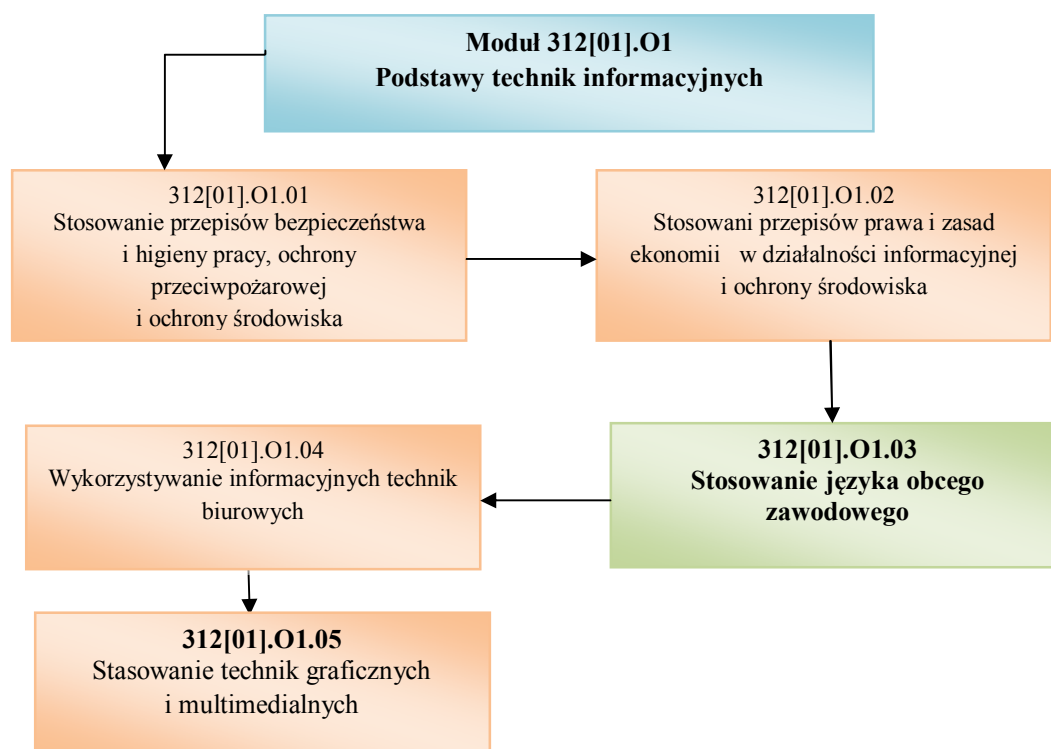 Moduł 312[01].O1
Podstawy technik informacyjnych
312[01].O1.01
Stosowanie przepisów bezpieczeństwa
i higieny pracy, ochrony
przeciwpożarowej
i ochrony środowiska
312[01].O1.02
Stosowani przepisów prawa i zasad
ekonomii w działalności informacyjnej
i ochrony środowiska
312[01].O1.03
Stosowanie języka obcego
zawodowego
312[01].O1.04
Wykorzystywanie informacyjnych technik
biurowych
312[01].O1.05
Stasowanie technik graficznych
i multimedialnych